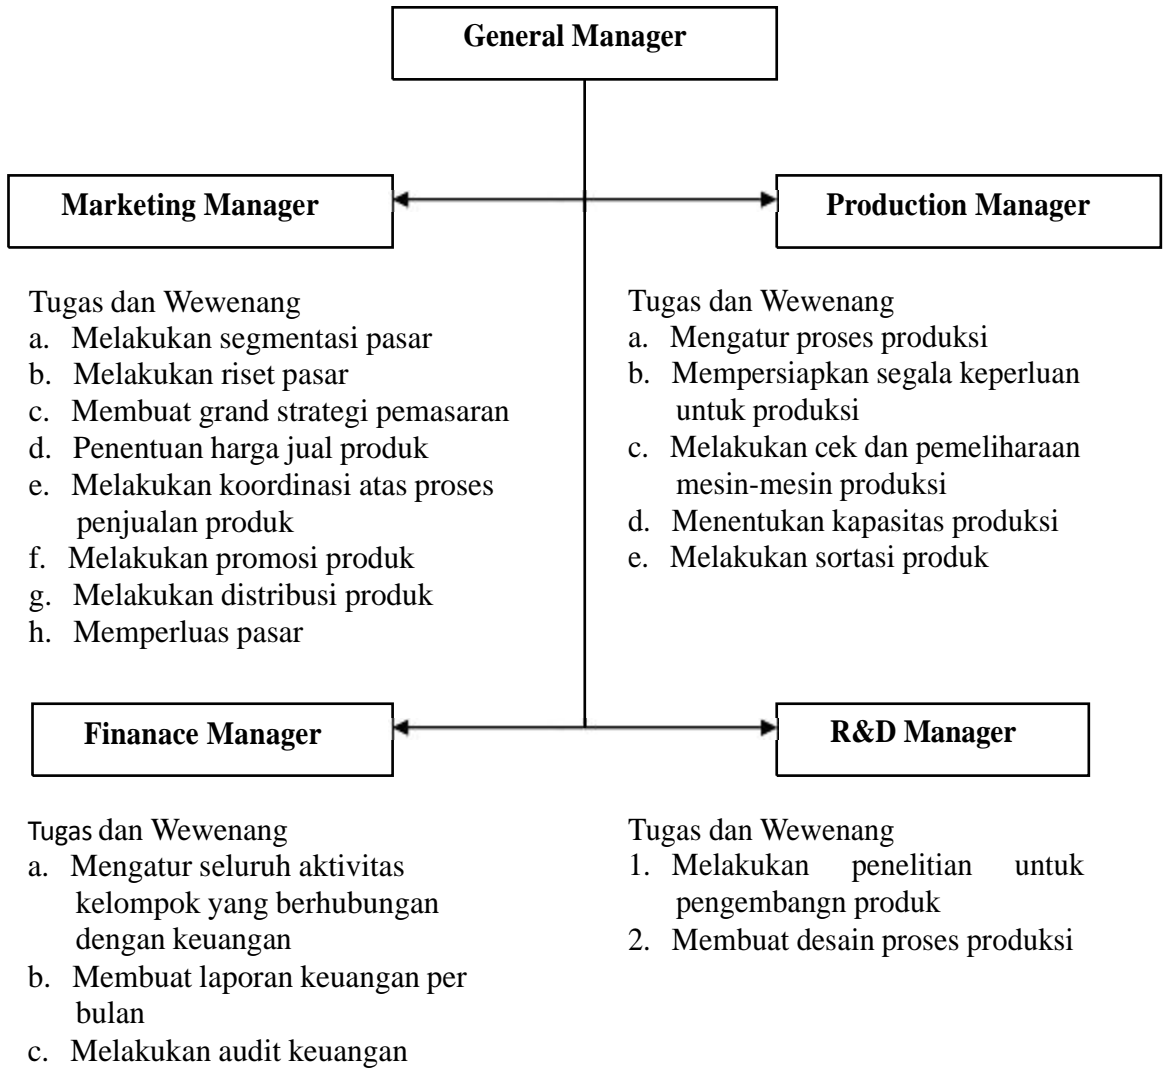 General Manager
Marketing Manager
Production Manager
Tugas dan Wewenang
a. Melakukan segmentasi pasar
b. Melakukan riset pasar
c. Membuat grand strategi pemasaran
d. Penentuan harga jual produk
e. Melakukan koordinasi atas proses
penjualan produk
f. Melakukan promosi produk
g. Melakukan distribusi produk
h. Memperluas pasar
Tugas dan Wewenang
a. Mengatur proses produksi
b. Mempersiapkan segala keperluan
untuk produksi
c. Melakukan cek dan pemeliharaan
mesin-mesin produksi
d. Menentukan kapasitas produksi
e. Melakukan sortasi produk
Finanace Manager
R&D Manager
Tugas dan Wewenang
a. Mengatur seluruh aktivitas
kelompok yang berhubungan
dengan keuangan
b. Membuat laporan keuangan per
bulan
c. Melakukan audit keuangan
Tugas dan Wewenang
1. Melakukan penelitian untuk
pengembangn produk
2. Membuat desain proses produksi